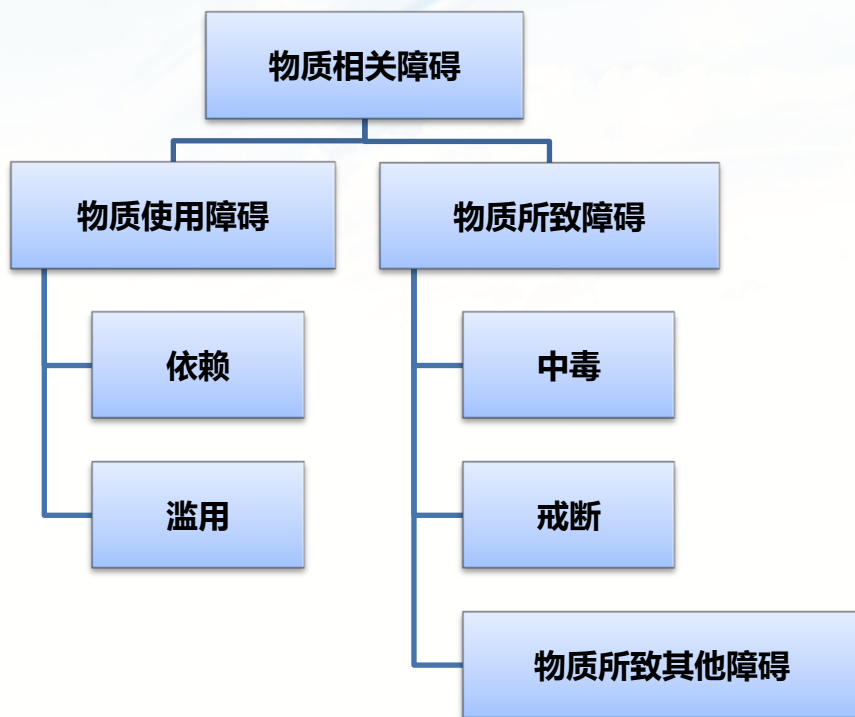 物质相关障碍
物质使用障碍
物质所致障碍
依赖
中毒
滥用
戒断
物质所致其他障碍